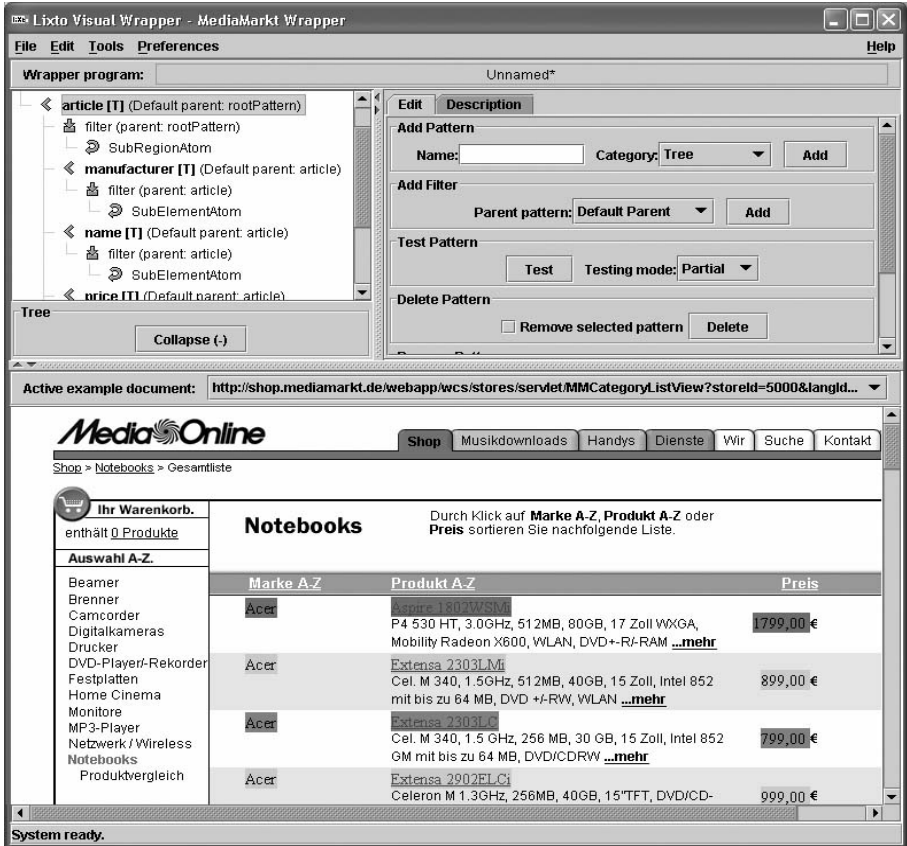 Lixto Visual Wrapper - MediaMarkt Wrapper
File Edit Tools Preferences Help
Wrapper program: Unnamed*
article [T] (Default parent: rootPattern)
filter (parent: rootPattern)
SubRegionAtom
manufacturer [T] (Default parent: article)
filter (parent: article)
SubElementAtom
name [T] (Default parent: article)
filter (parent: article)
SubElementAtom
price [T] (Default parent: article)
Tree
Collapse (-)
Edit Description
Add Pattern
Name: Category: Tree Add
Add Filter
Parent pattern: Default Parent Add
Test Pattern
Test Testing mode: Partial
Delete Pattern
Remove selected pattern Delete
Active example document: http://shop.mediamarkt.de/webapp/wcs/stores/servlet/MMCategoryListView?storeId=5000&langId...
Media Online
Shop Musikdownloads Handys Dienste Wir Suche Kontakt
Shop > Notebooks > Gesamtliste
Ihr Warenkorb.
enthält 0 Produkte
Auswahl A-Z.
Beamer
Brenner
Camcorder
Digitalkameras
Drucker
DVD-Player/-Rekorder
Festplatten
Home Cinema
Monitore
MP3-Player
Netzwerk / Wireless
Notebooks
Produktvergleich
Notebooks
Durch Klick auf Marke A-Z, Produkt A-Z oder
Preis sortieren Sie nachfolgende Liste.
Marke A-Z Produkt A-Z Preis
Acer Aspire 1802WSMi
P4 530 HT, 3.0GHz, 512MB, 80GB, 17 Zoll WXGA,
1799,00 €
Mobility Radeon X600, WLAN, DVD+-R/-RAM ...mehr
Acer Extensa 2303LMi
Cel. M 340, 1.5GHz, 512MB, 40GB, 15 Zoll, Intel 852
899,00 €
mit bis zu 64 MB, DVD +/-RW, WLAN ...mehr
Acer Extensa 2303LC
Cel. M 340, 1.5 GHz, 256 MB, 30 GB, 15 Zoll, Intel 852
799,00 €
GM mit bis zu 64 MB, DVD/CDRW ...mehr
Acer Extensa 2902ELCi
Celeron M 1.3GHz, 256MB, 40GB, 15"TFT, DVD/CD-
999,00 €
System ready.